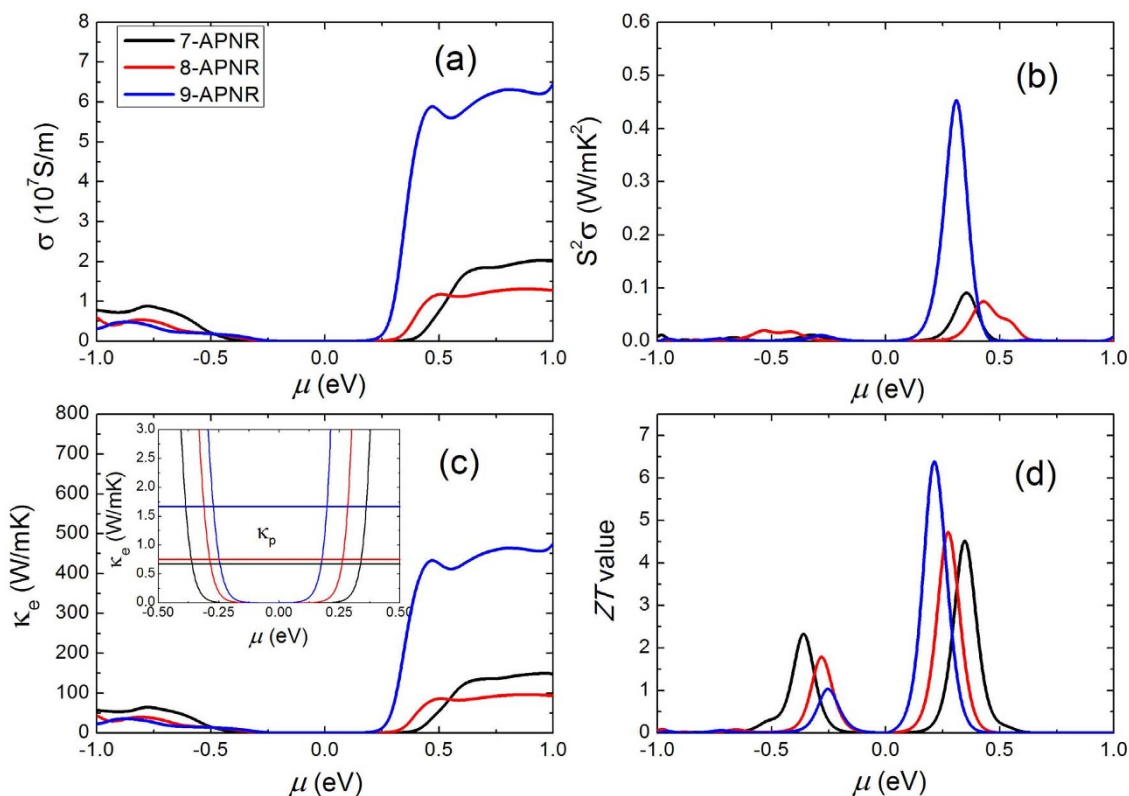 8
7
6
5
4
3
2
1
0
σ (10⁷S/m)
7-APNR
8-APNR
9-APNR
(a)
-1.0 -0.5 0.0 0.5 1.0
μ (eV)
0.6
0.5
0.4
0.3
0.2
0.1
0.0
S²σ (W/mK²)
(b)
-1.0 -0.5 0.0 0.5 1.0
μ (eV)
800
700
600
500
400
300
200
100
0
κe (W/mK)
(c)
3.0
2.5
2.0
1.5
1.0
0.5
0.0
κe (W/mK)
κp
-0.50 -0.25 0.00 0.25 0.50
μ (eV)
-1.0 -0.5 0.0 0.5 1.0
μ (eV)
7
6
5
4
3
2
1
0
ZT value
(d)
-1.0 -0.5 0.0 0.5 1.0
μ (eV)